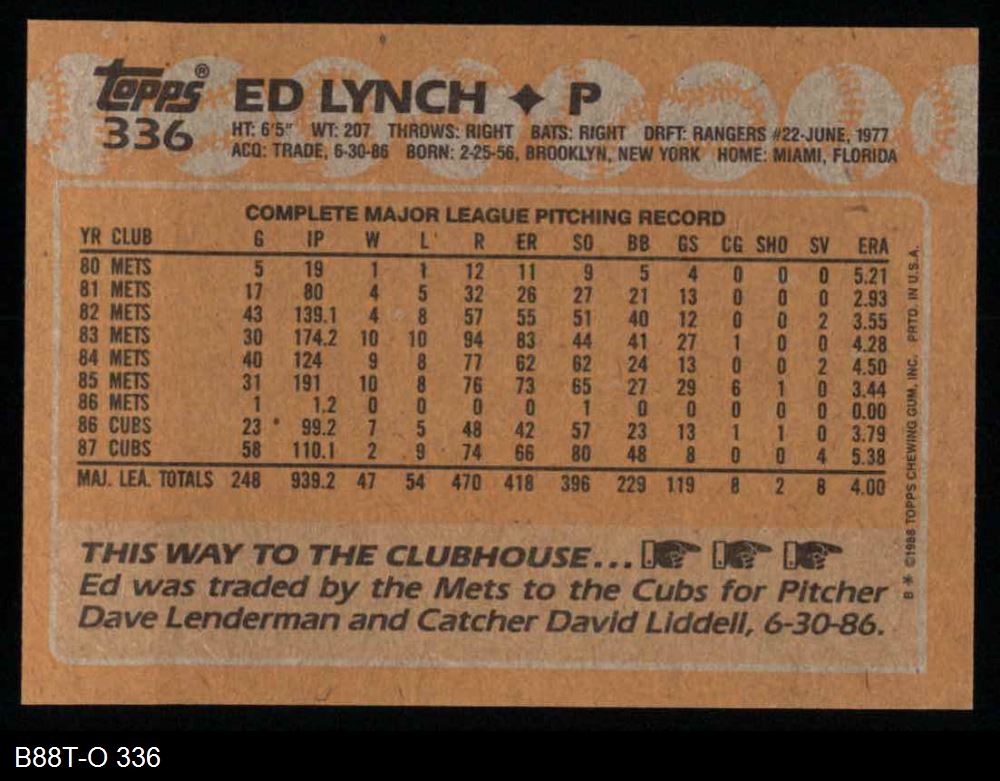 topps® ED LYNCH ✦ P
336 HT: 6'5" WT: 207 THROWS: RIGHT BATS: RIGHT DRFT: RANGERS #22-JUNE, 1977
ACQ: TRADE, 6-30-86 BORN: 2-25-56, BROOKLYN, NEW YORK HOME: MIAMI, FLORIDA
COMPLETE MAJOR LEAGUE PITCHING RECORD
YR CLUB G IP W L R ER SO BB GS CG SHO SV ERA
80 METS 5 19 1 1 12 11 9 5 4 0 0 0 5.21
81 METS 17 80 4 5 32 26 27 21 13 0 0 0 2.93
82 METS 43 139.1 4 8 57 55 51 40 12 0 0 2 3.55
83 METS 30 174.2 10 10 94 83 44 41 27 1 0 0 4.28
84 METS 40 124 9 8 77 62 62 24 13 0 0 2 4.50
85 METS 31 191 10 8 76 73 65 27 29 6 1 0 3.44
86 METS 1 1.2 0 0 0 0 1 0 0 0 0 0 0.00
86 CUBS 23 99.2 7 5 48 42 57 23 13 1 1 0 3.79
87 CUBS 58 110.1 2 9 74 66 80 48 8 0 0 4 5.38
MAJ. LEA. TOTALS 248 939.2 47 54 470 418 396 229 119 8 2 8 4.00
THIS WAY TO THE CLUBHOUSE...
Ed was traded by the Mets to the Cubs for Pitcher
Dave Lenderman and Catcher David Liddell, 6-30-86.
B* ©1988 TOPPS CHEWING GUM, INC. PRTD. IN U.S.A.
B88T-O 336